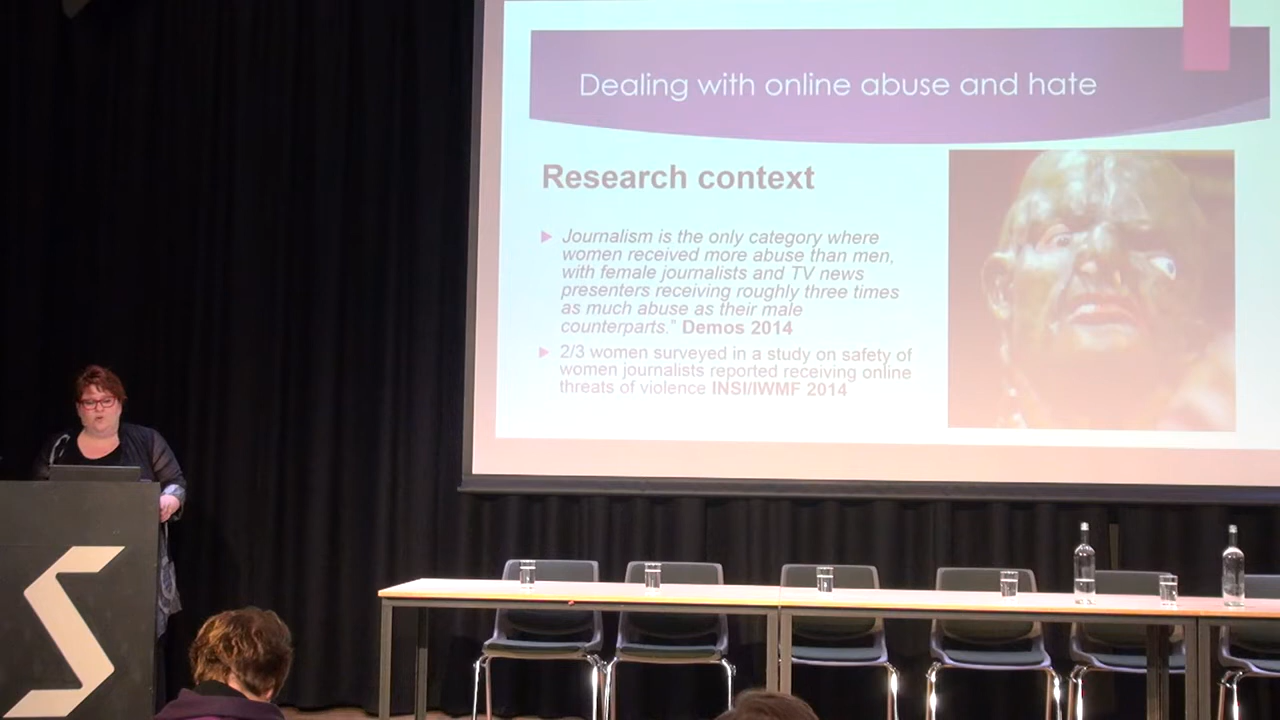 Dealing with online abuse and hate
Research context
Journalism is the only category where
women received more abuse than men,
with female journalists and TV news
presenters receiving roughly three times
as much abuse as their male
counterparts." Demos 2014
2/3 women surveyed in a study on safety of
women journalists reported receiving online
threats of violence INSI/IWMF 2014
S